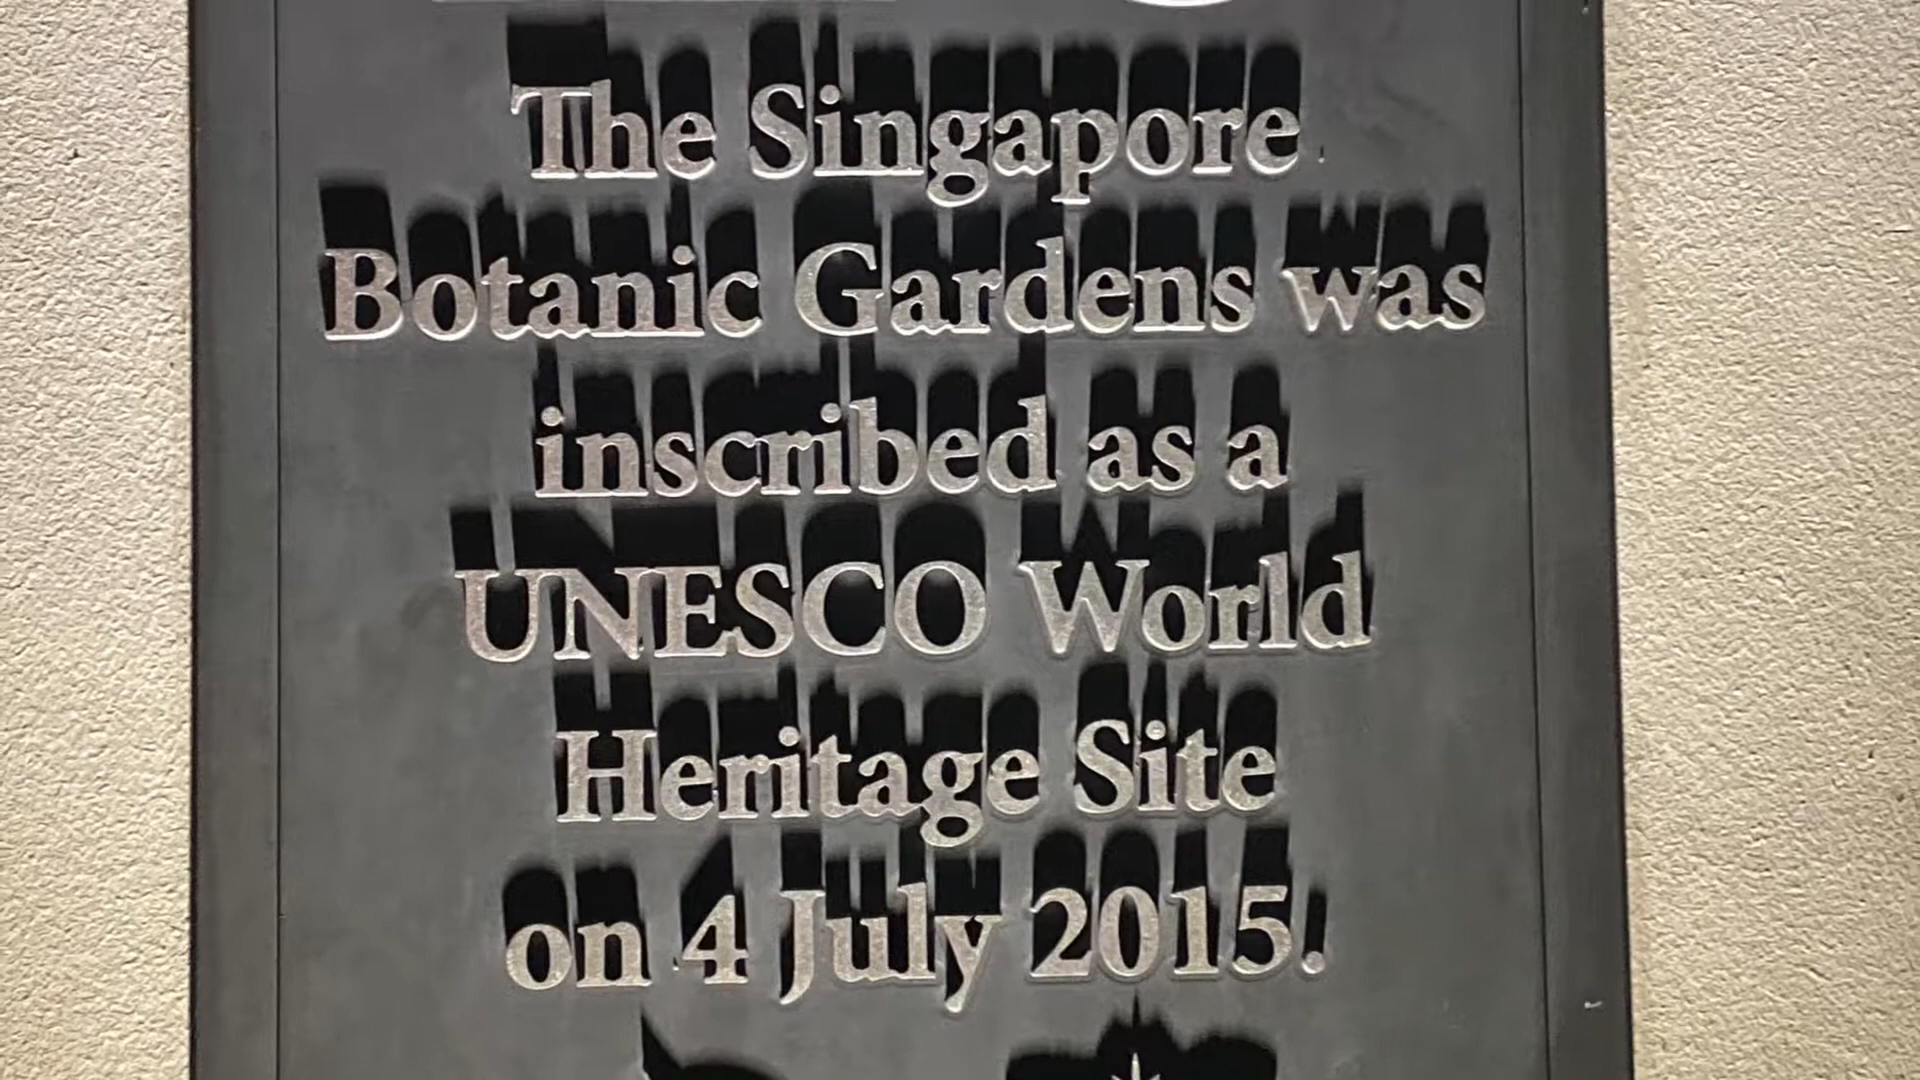 The Singapore
Botanic Gardens was
inscribed as a
UNESCO World
Heritage Site
on 4 July 2015.